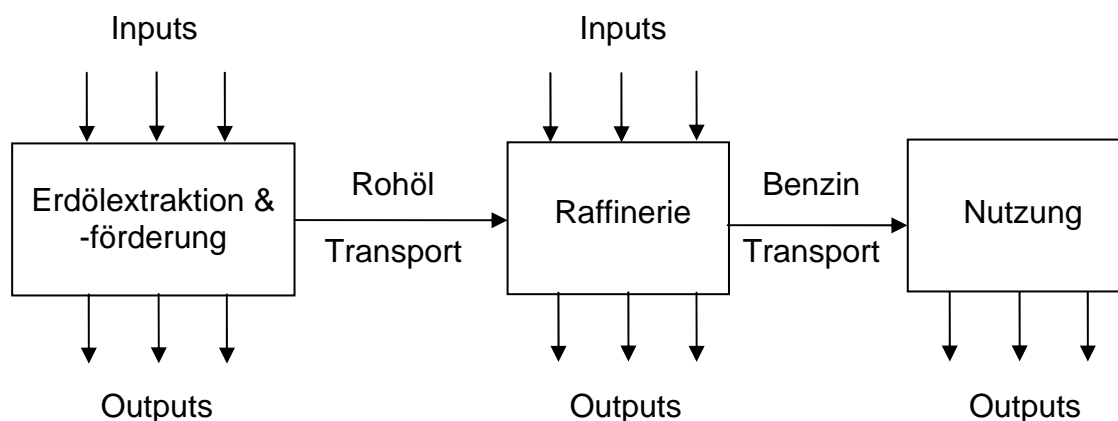 Inputs
Inputs
Erdölextraktion &
-förderung
Rohöl
Transport
Raffinerie
Benzin
Transport
Nutzung
Outputs
Outputs
Outputs